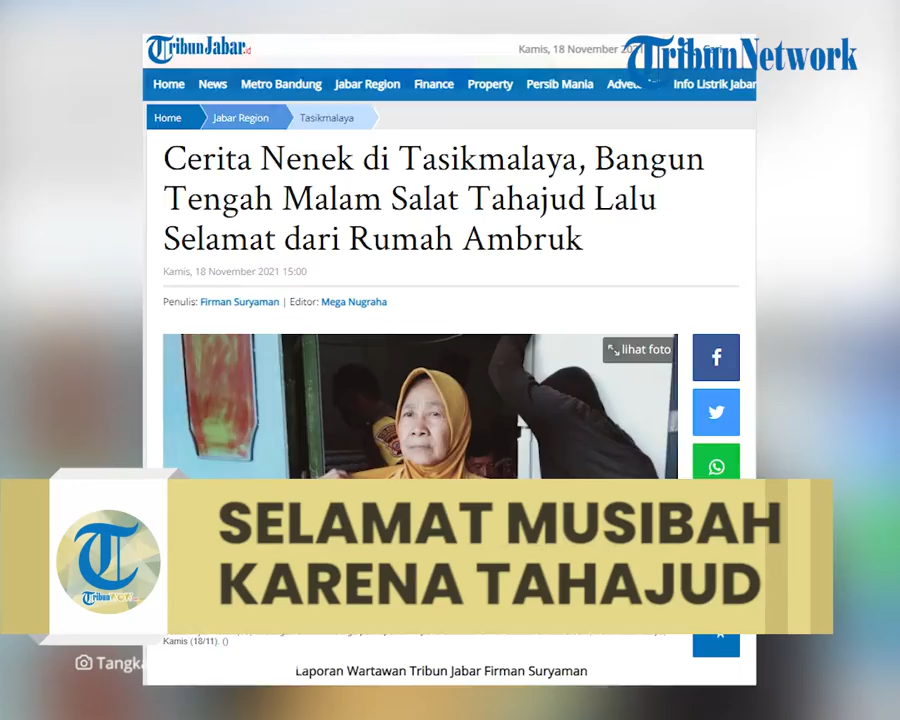 TribunJabar.id
Kamis, 18 November
TribunNetwork
Home News Metro Bandung Jabar Region Finance Property Persib Mania Info Listrik Jabar
Home Jabar Region Tasikmalaya
Cerita Nenek di Tasikmalaya, Bangun
Tengah Malam Salat Tahajud Lalu
Selamat dari Rumah Ambruk
Kamis, 18 November 2021 15:00
Penulis: Firman Suryaman | Editor: Mega Nugraha
lihat foto
SELAMAT MUSIBAH
KARENA TAHAJUD
Kamis (18/11). ()
Laporan Wartawan Tribun Jabar Firman Suryaman